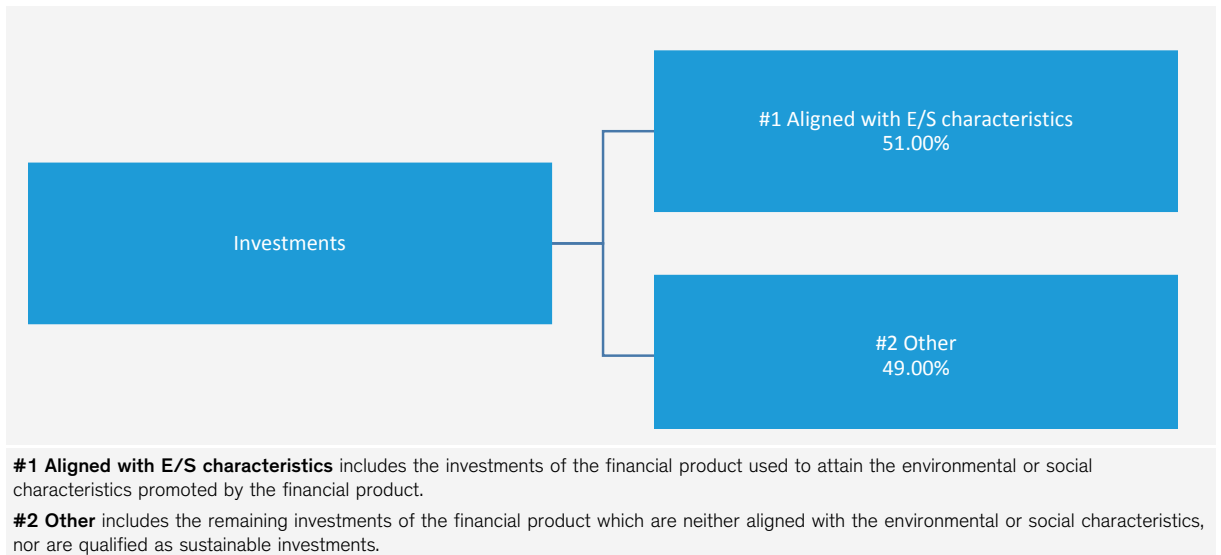 #1 Aligned with E/S characteristics
51.00%
Investments
#2 Other
49.00%
#1 Aligned with E/S characteristics includes the investments of the financial product used to attain the environmental or social
characteristics promoted by the financial product.
#2 Other includes the remaining investments of the financial product which are neither aligned with the environmental or social characteristics,
nor are qualified as sustainable investments.